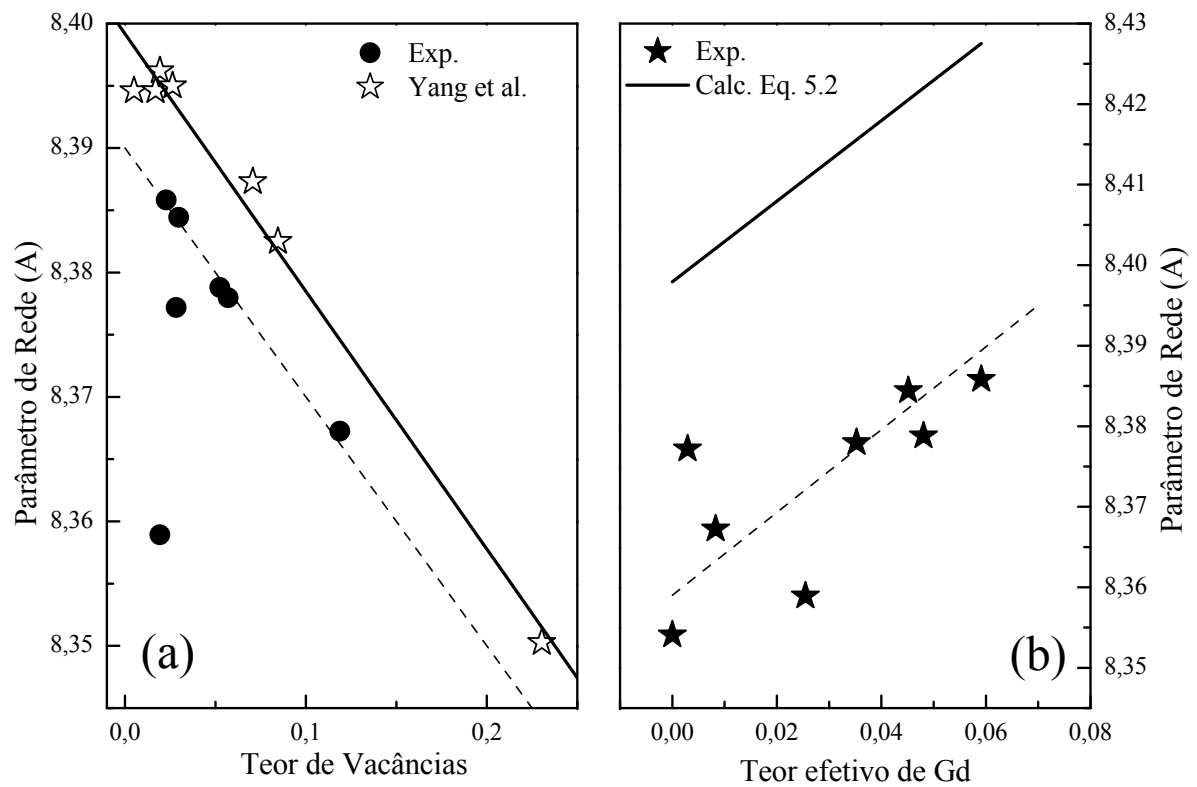 8,40
8,39
8,38
8,37
8,36
8,35
Parâmetro de Rede (A)
Exp.
Yang et al.
(a)
0,0
0,1
0,2
Teor de Vacâncias
Exp.
Calc. Eq. 5.2
(b)
0,00
0,02
0,04
0,06
0,08
Teor efetivo de Gd
8,43
8,42
8,41
8,40
8,39
8,38
8,37
8,36
8,35
Parâmetro de Rede (A)